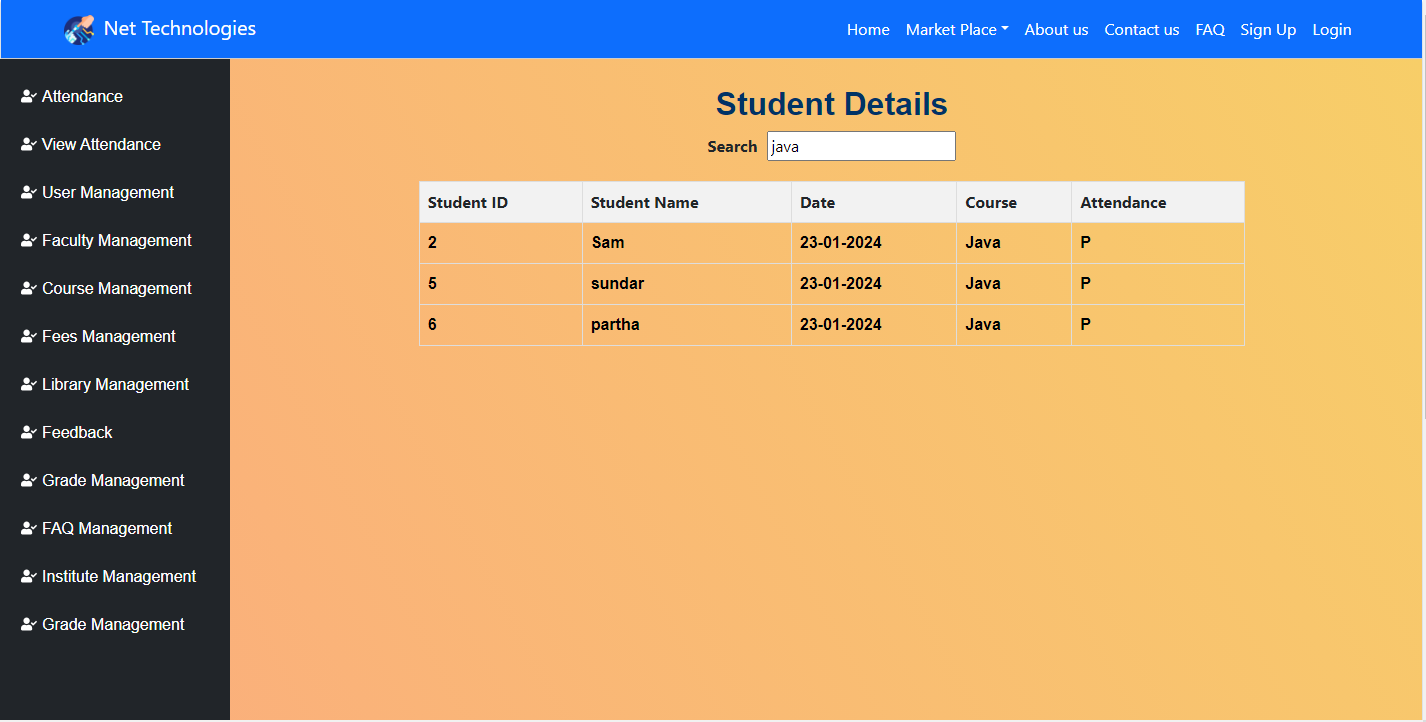 Net Technologies
Home Market Place About us Contact us FAQ Sign Up Login
Attendance
View Attendance
User Management
Faculty Management
Course Management
Fees Management
Library Management
Feedback
Grade Management
FAQ Management
Institute Management
Grade Management
Student Details
Search java
Student ID Student Name Date Course Attendance
2 Sam 23-01-2024 Java P
5 sundar 23-01-2024 Java P
6 partha 23-01-2024 Java P